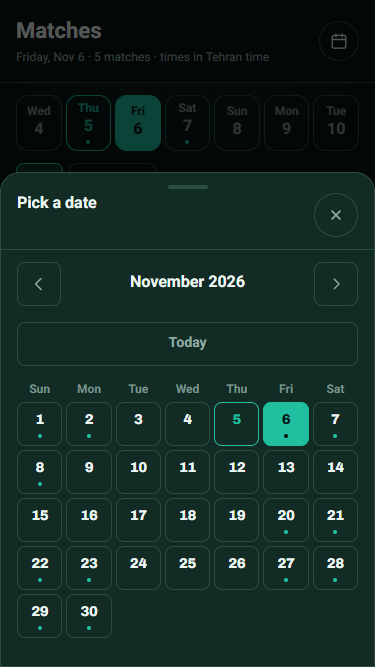 Matches
Friday, Nov 6 · 5 matches · times in Tehran time
Wed Thu Fri Sat Sun Mon Tue
4 5 6 7 8 9 10
Pick a date
November 2026
Today
Sun Mon Tue Wed Thu Fri Sat
1 2 3 4 5 6 7
8 9 10 11 12 13 14
15 16 17 18 19 20 21
22 23 24 25 26 27 28
29 30